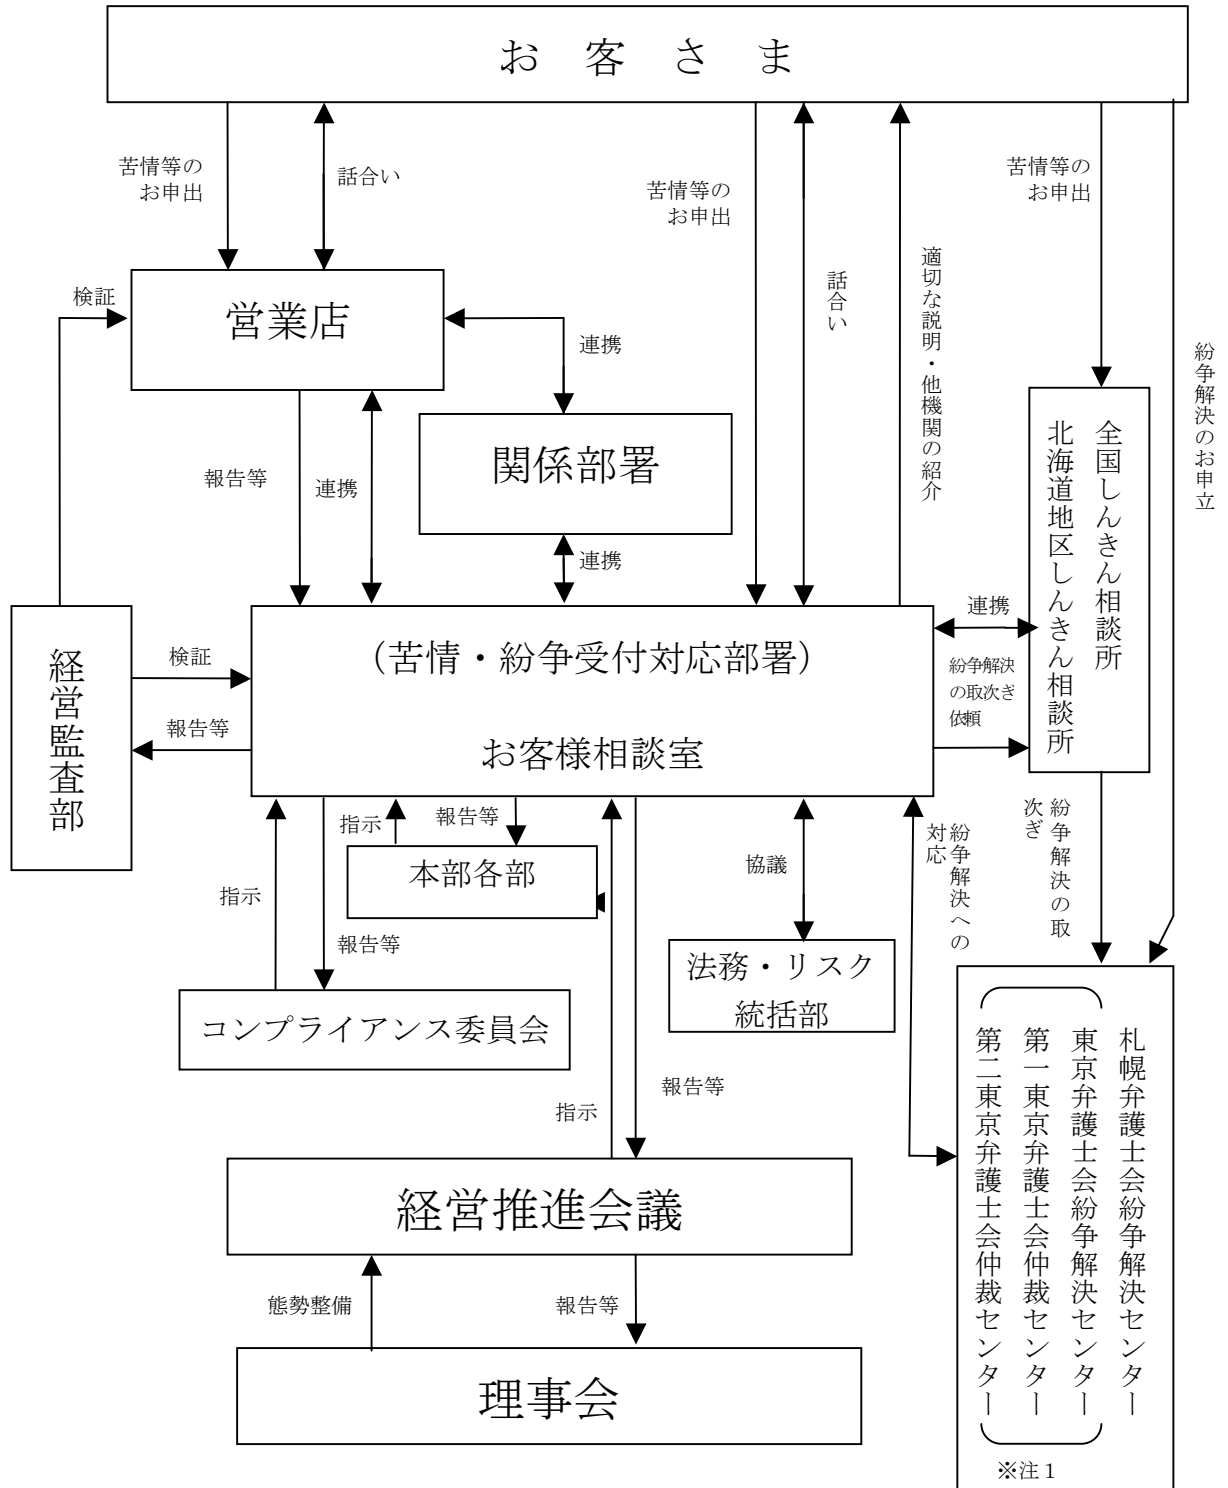 お　客　さ　ま
苦情等の
お申出
話合い
苦情等の
お申出
話合い
適切な説明・他機関の紹介
苦情等の
お申出
紛争解決のお申立
検証
営業店
連携
関係部署
報告等
連携
連携
全国しんきん相談所
北海道地区しんきん相談所
経営監査部
検証
報告等
（苦情・紛争受付対応部署）
お客様相談室
連携
紛争解決
の取次ぎ
依頼
指示
報告等
本部各部
指示
報告等
コンプライアンス委員会
協議
法務・リスク
統括部
紛争解決への
対応
紛争解決の取
次ぎ
指示
報告等
経営推進会議
態勢整備
報告等
理事会
札幌弁護士会紛争解決センター
東京弁護士会紛争解決センター
第一東京弁護士会仲裁センター
第二東京弁護士会仲裁センター
※注１